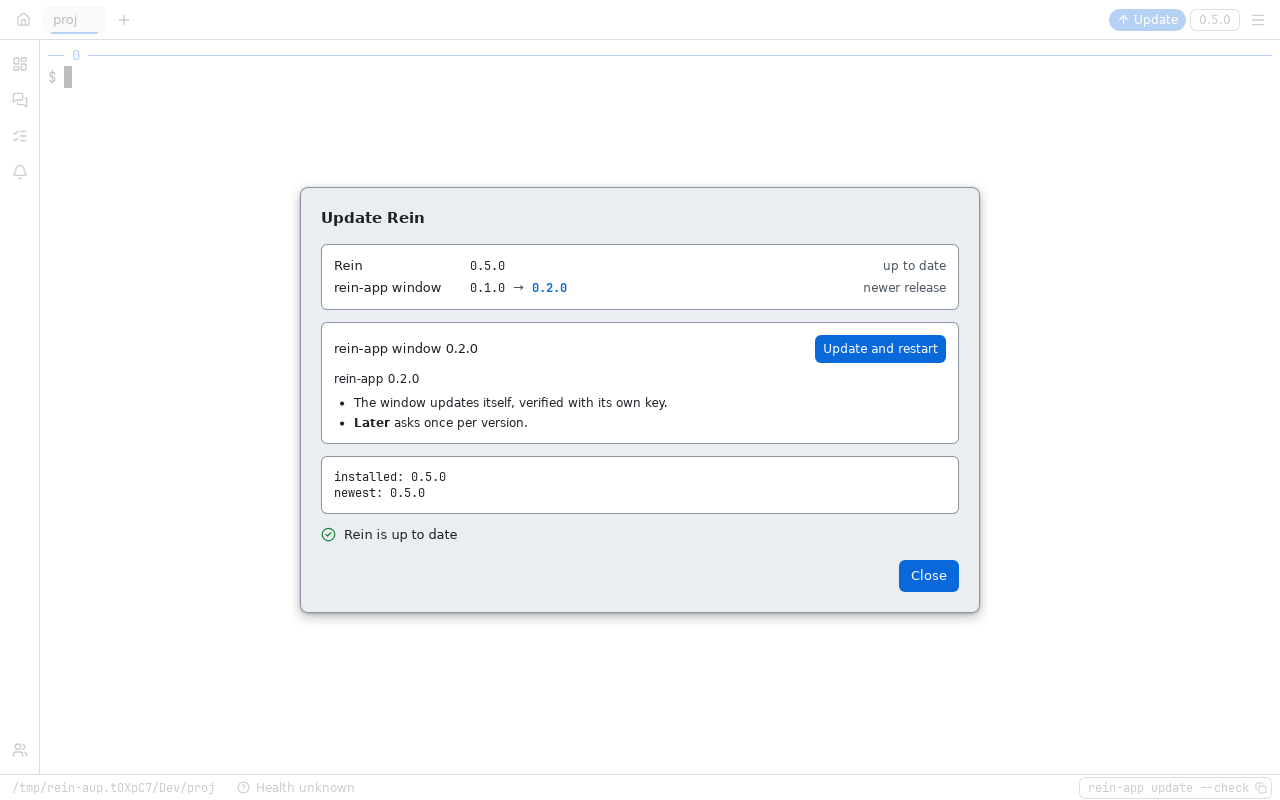 proj
Update
0.5.0
0
$
Update Rein
Rein 0.5.0 up to date
rein-app window 0.1.0 → 0.2.0 newer release
rein-app window 0.2.0 Update and restart
rein-app 0.2.0
• The window updates itself, verified with its own key.
• Later asks once per version.
installed: 0.5.0
newest: 0.5.0
Rein is up to date
Close
/tmp/rein-aup.tOXpC7/Dev/proj Health unknown rein-app update --check